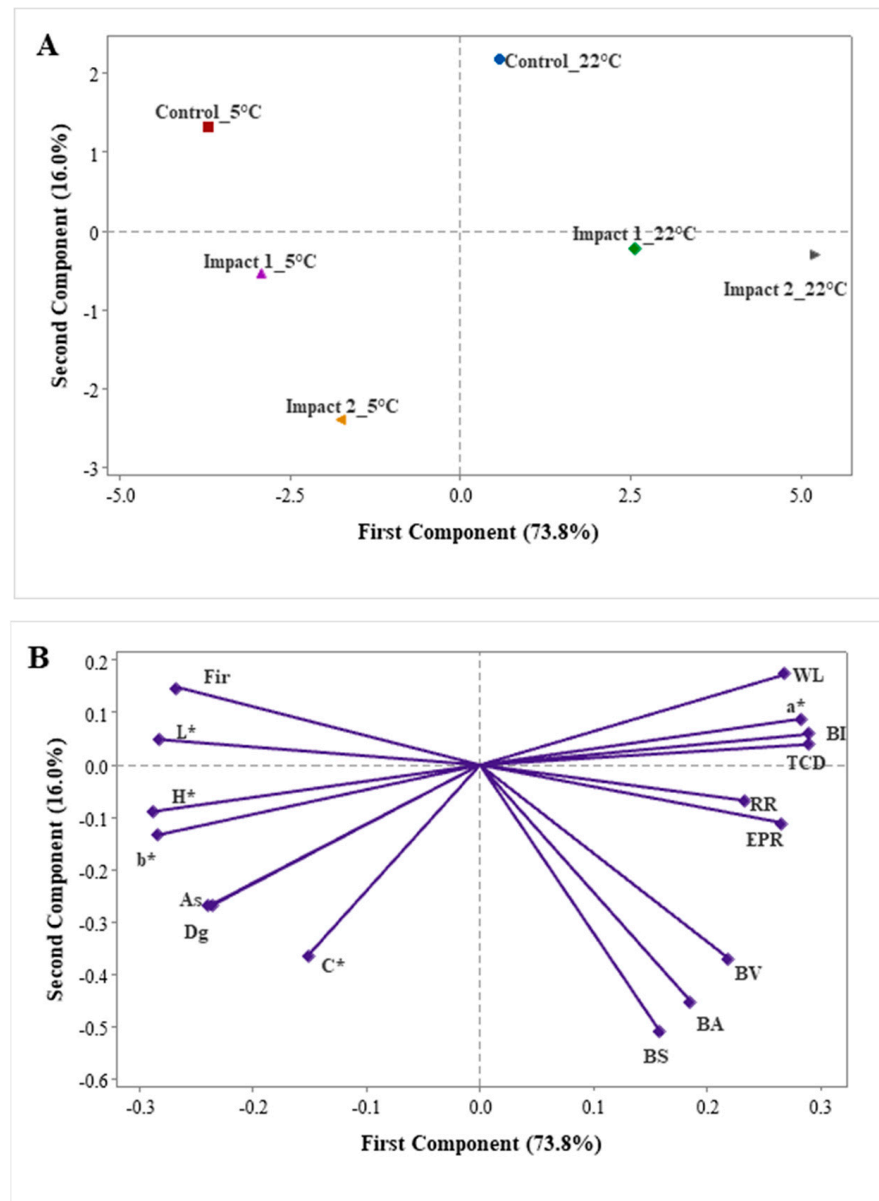 A
Control_22°C
Control_5°C
Impact 1_22°C
Impact 1_5°C
Impact 2_22°C
Impact 2_5°C
Second Component (16.0%)
2
1
0
-1
-2
-3
-5.0 -2.5 0.0 2.5 5.0
First Component (73.8%)
B
Fir
WL
a*
L*
BI
TCD
H*
RR
b*
EPR
As
Dg
C*
BV
BA
BS
Second Component (16.0%)
0.2
0.1
0.0
-0.1
-0.2
-0.3
-0.4
-0.5
-0.6
-0.3 -0.2 -0.1 0.0 0.1 0.2 0.3
First Component (73.8%)